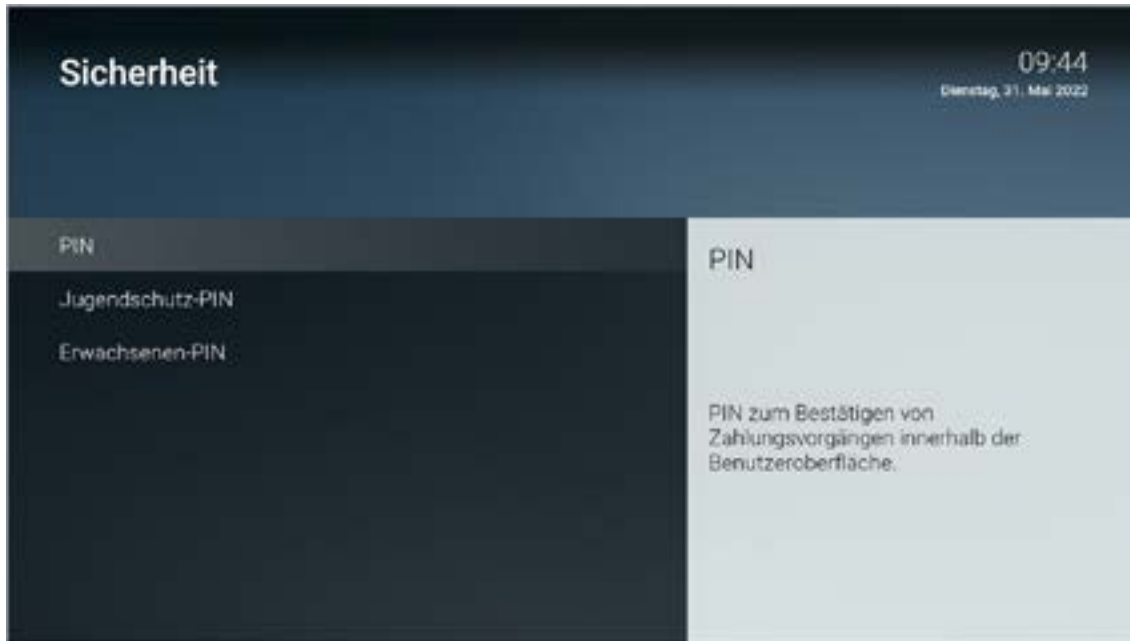 Sicherheit
09:44
Dienstag, 31. Mai 2022
PIN
Jugendschutz-PIN
Erwachsenen-PIN
PIN
PIN zum Bestätigen von
Zahlungsvorgängen innerhalb der
Benutzeroberfläche.